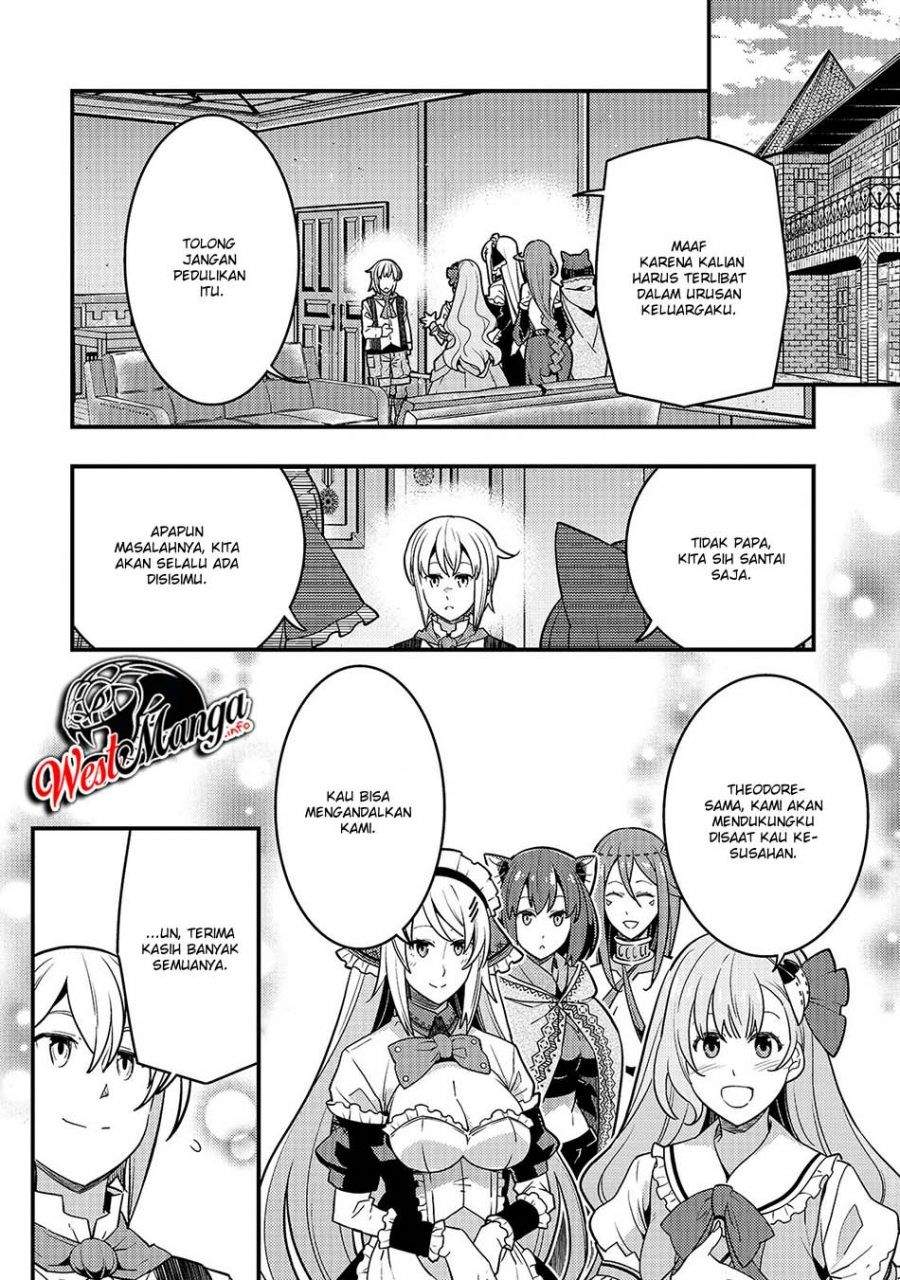 MAAF
KARENA KALIAN
HARUS TERLIBAT
DALAM URUSAN
KELUARGAKU.
TOLONG
JANGAN
PEDULIKAN
ITU.
TIDAK PAPA,
KITA SIH SANTAI
SAJA.
APAPUN
MASALAHNYA, KITA
AKAN SELALU ADA
DISISIMU.
THEODORE-
SAMA, KAMI AKAN
MENDUKUNGKU
DISAAT KAU KE-
SUSAHAN.
KAU BISA
MENGANDALKAN
KAMI.
WestManga
.info
...UN, TERIMA
KASIH BANYAK
SEMUANYA.